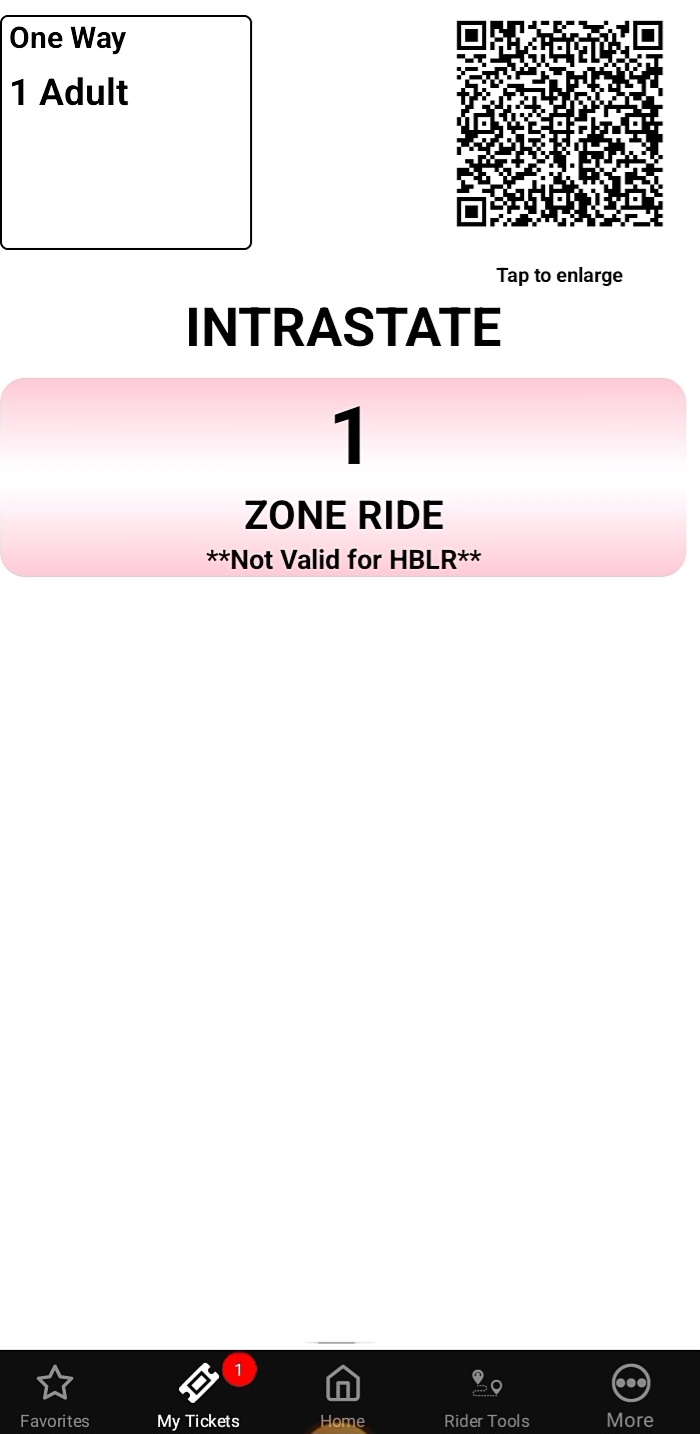 One Way
1 Adult
Tap to enlarge
INTRASTATE
1
ZONE RIDE
**Not Valid for HBLR**
1
Favorites
My Tickets
Home
Rider Tools
More